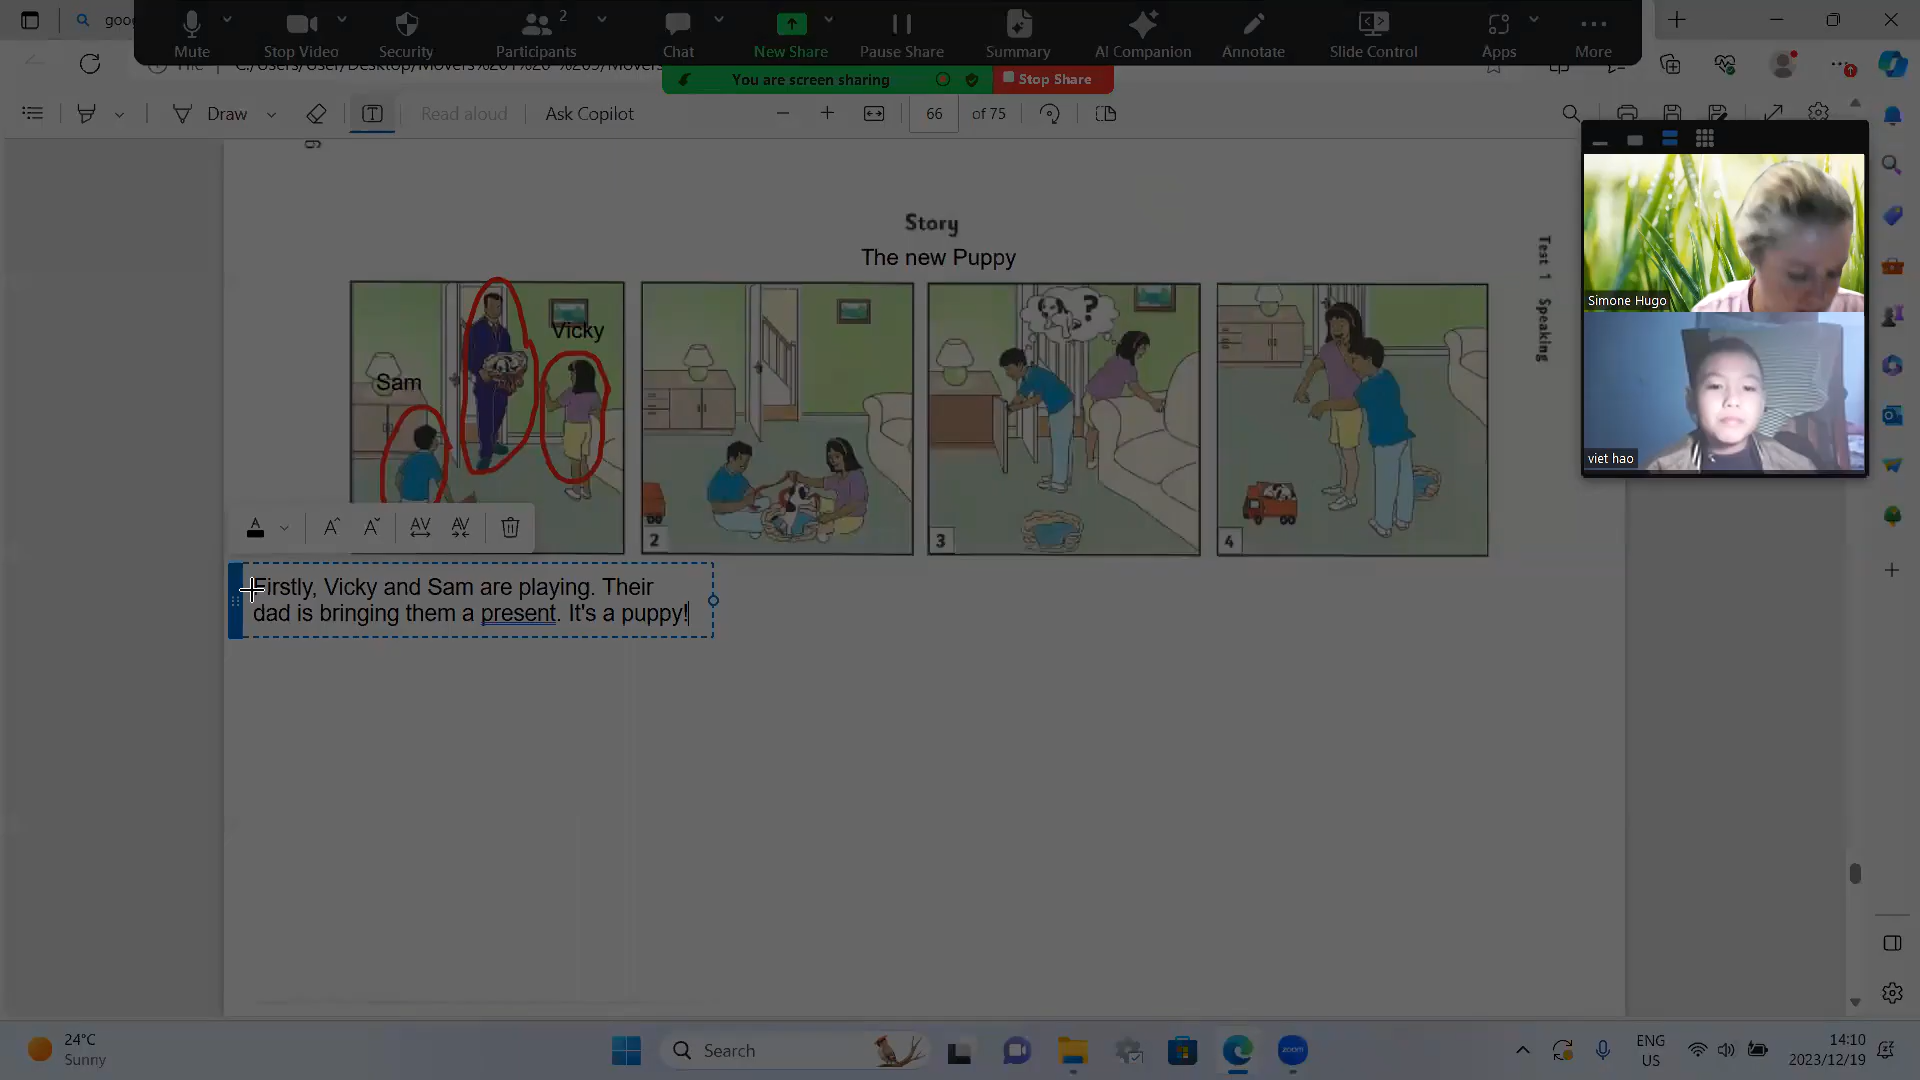 goog
Mute
Stop Video
Security
Participants
2
Chat
New Share
Pause Share
Summary
AI Companion
Annotate
Slide Control
Apps
More
You are screen sharing
Stop Share
Draw
Read aloud
Ask Copilot
66
of 75
Story
The new Puppy
Test 1 Speaking
Vicky
Sam
?
2
3
4
Firstly, Vicky and Sam are playing. Their
dad is bringing them a present. It's a puppy!
Simone Hugo
viet hao
24°C
Sunny
Search
zoom
ENG
US
14:10
2023/12/19